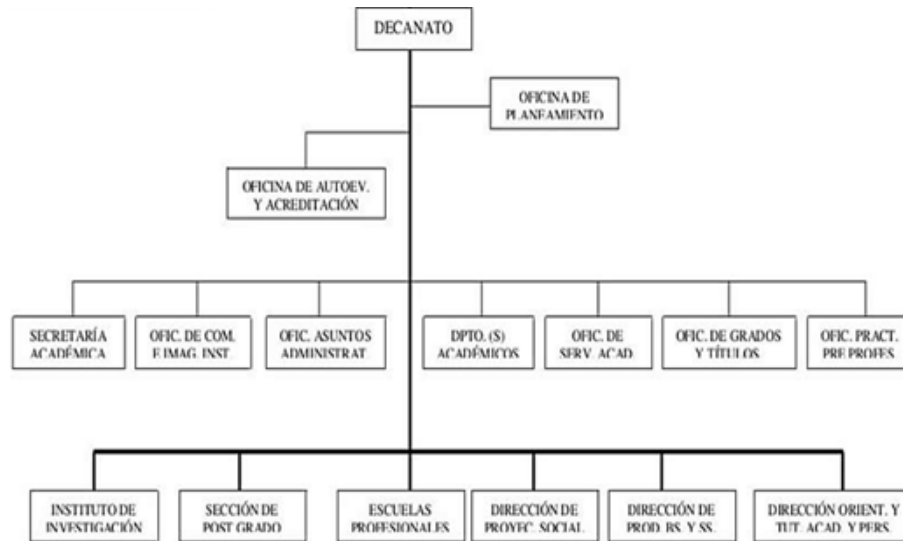 DECANATO
OFICINA DE
PLANEAMIENTO
OFICINA DE AUTOEV.
Y ACREDITACIÓN
SECRETARÍA
ACADÉMICA
OFIC. DE COM.
E IMAG. INST.
OFIC. ASUNTOS
ADMINISTRAT.
DPTO. (S)
ACADÉMICOS
OFIC. DE
SERV. ACAD.
OFIC. DE GRADOS
Y TÍTULOS
OFIC. PRACT.
PRE PROFES.
INSTITUTO DE
INVESTIGACIÓN
SECCIÓN DE
POST GRADO
ESCUELAS
PROFESIONALES
DIRECCIÓN DE
PROYEC. SOCIAL
DIRECCIÓN DE
PROD. BS. Y SS.
DIRECCIÓN ORIENT. Y
TUT. ACAD. Y PERS.